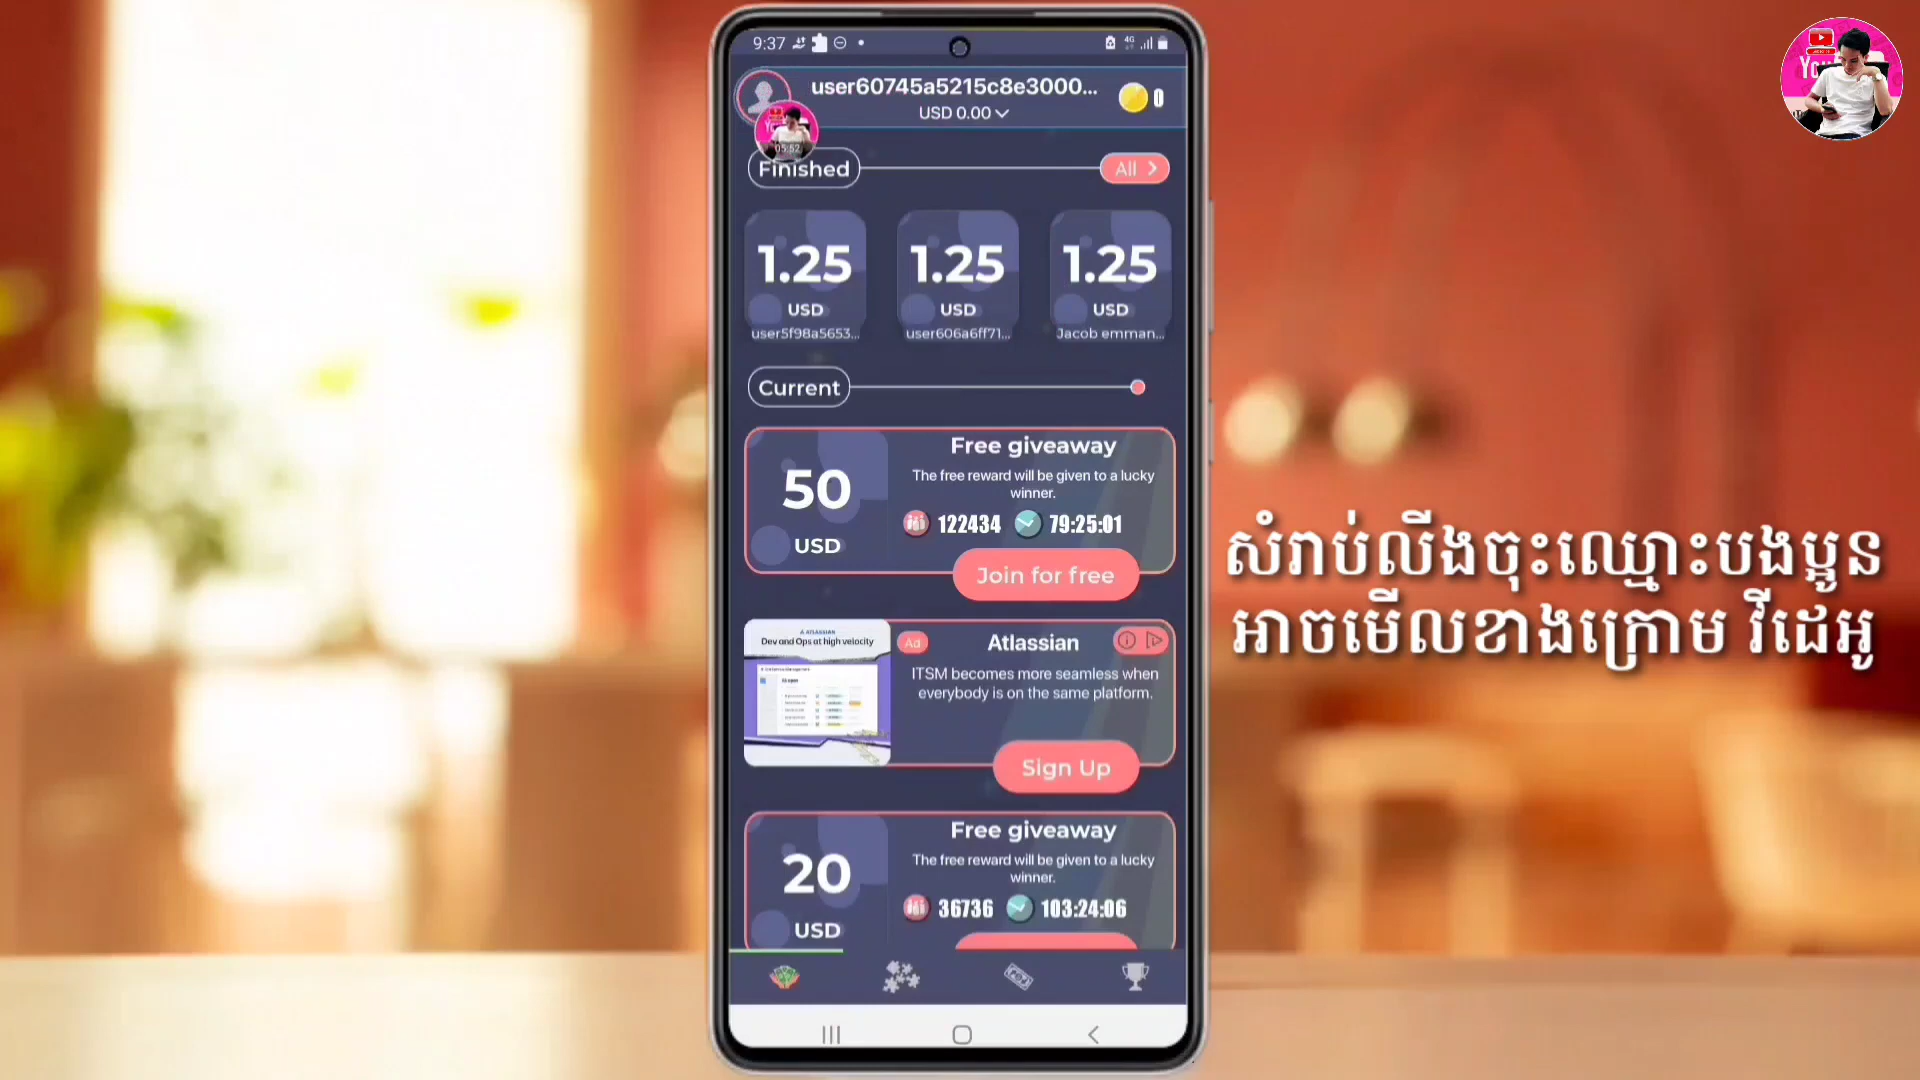 9:37
4G
user60745a5215c8e3000...
0
USD 0.00
05:52
Finished
All
1.25
1.25
1.25
USD
USD
USD
user5f98a5653...
user606a6ff71...
Jacob emman...
Current
Free giveaway
The free reward will be given to a lucky
winner.
50
USD
122434
79:25:01
Join for free
សំរាប់លីងចុះឈ្មោះបងប្អូន
អាចមើលខាងក្រោម វីដេអូ
ATLASSIAN
Dev and Ops at high velocity
Ad
Atlassian
ITSM becomes more seamless when
everybody is on the same platform.
Sign Up
Free giveaway
The free reward will be given to a lucky
winner.
20
USD
36736
103:24:06